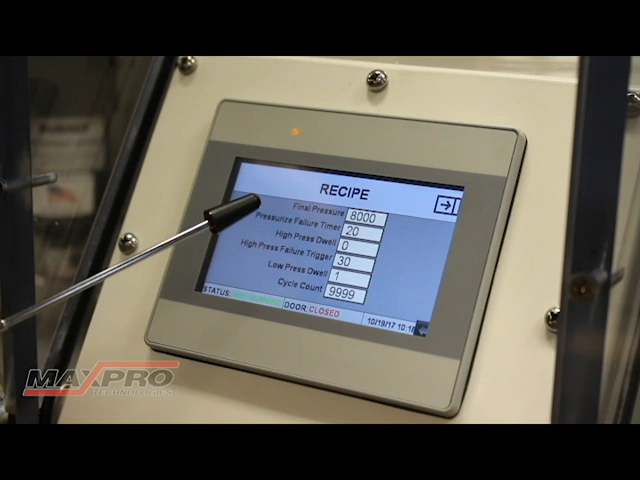 RECIPE
Final Pressure 8000
Pressurize Failure Timer 20
High Press Dwell 0
High Press Failure Trigger 30
Low Press Dwell 1
Cycle Count 9999
STATUS:
DOOR:CLOSED
10/19/17 10:18
MAXPRO
TECHNOLOGIES